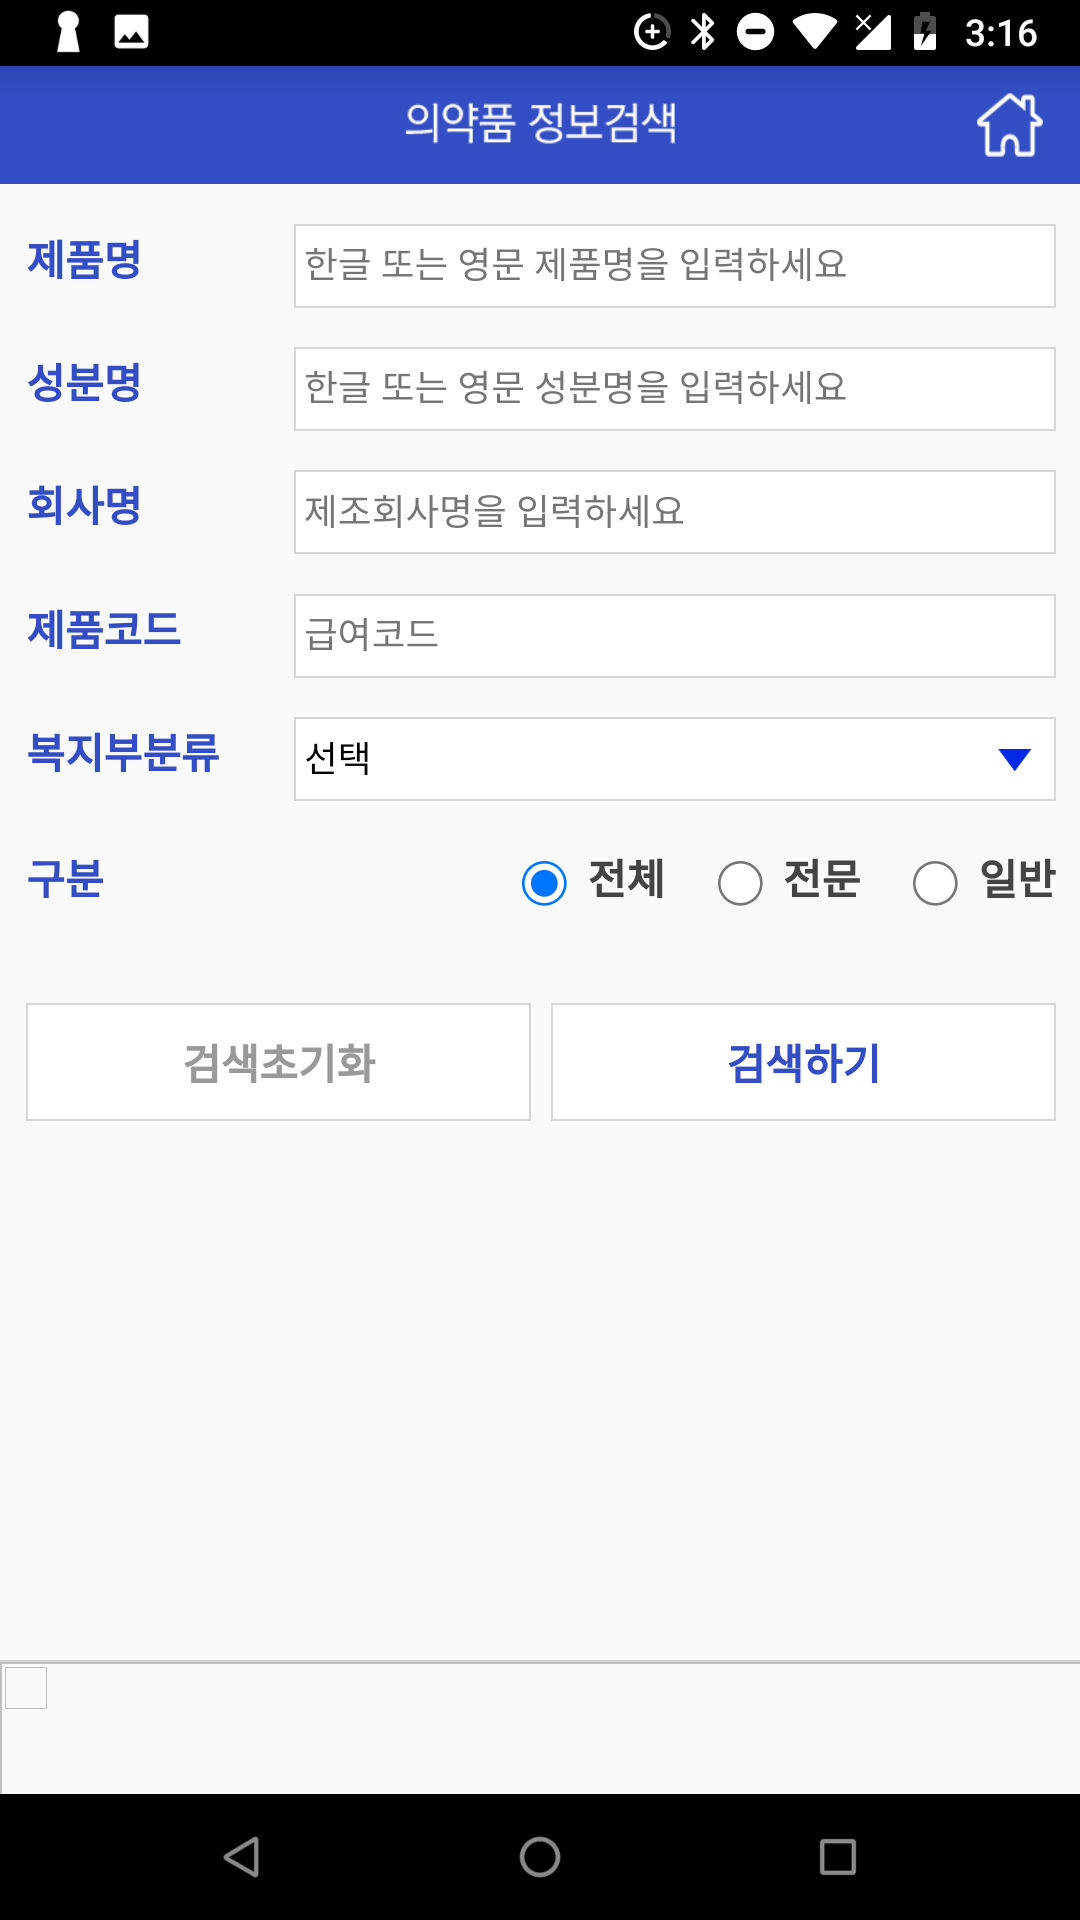 3:16
의약품 정보검색
제품명 한글 또는 영문 제품명을 입력하세요
성분명 한글 또는 영문 성분명을 입력하세요
회사명 제조회사명을 입력하세요
제품코드 급여코드
복지부분류 선택
구분 전체 전문 일반
검색초기화 검색하기